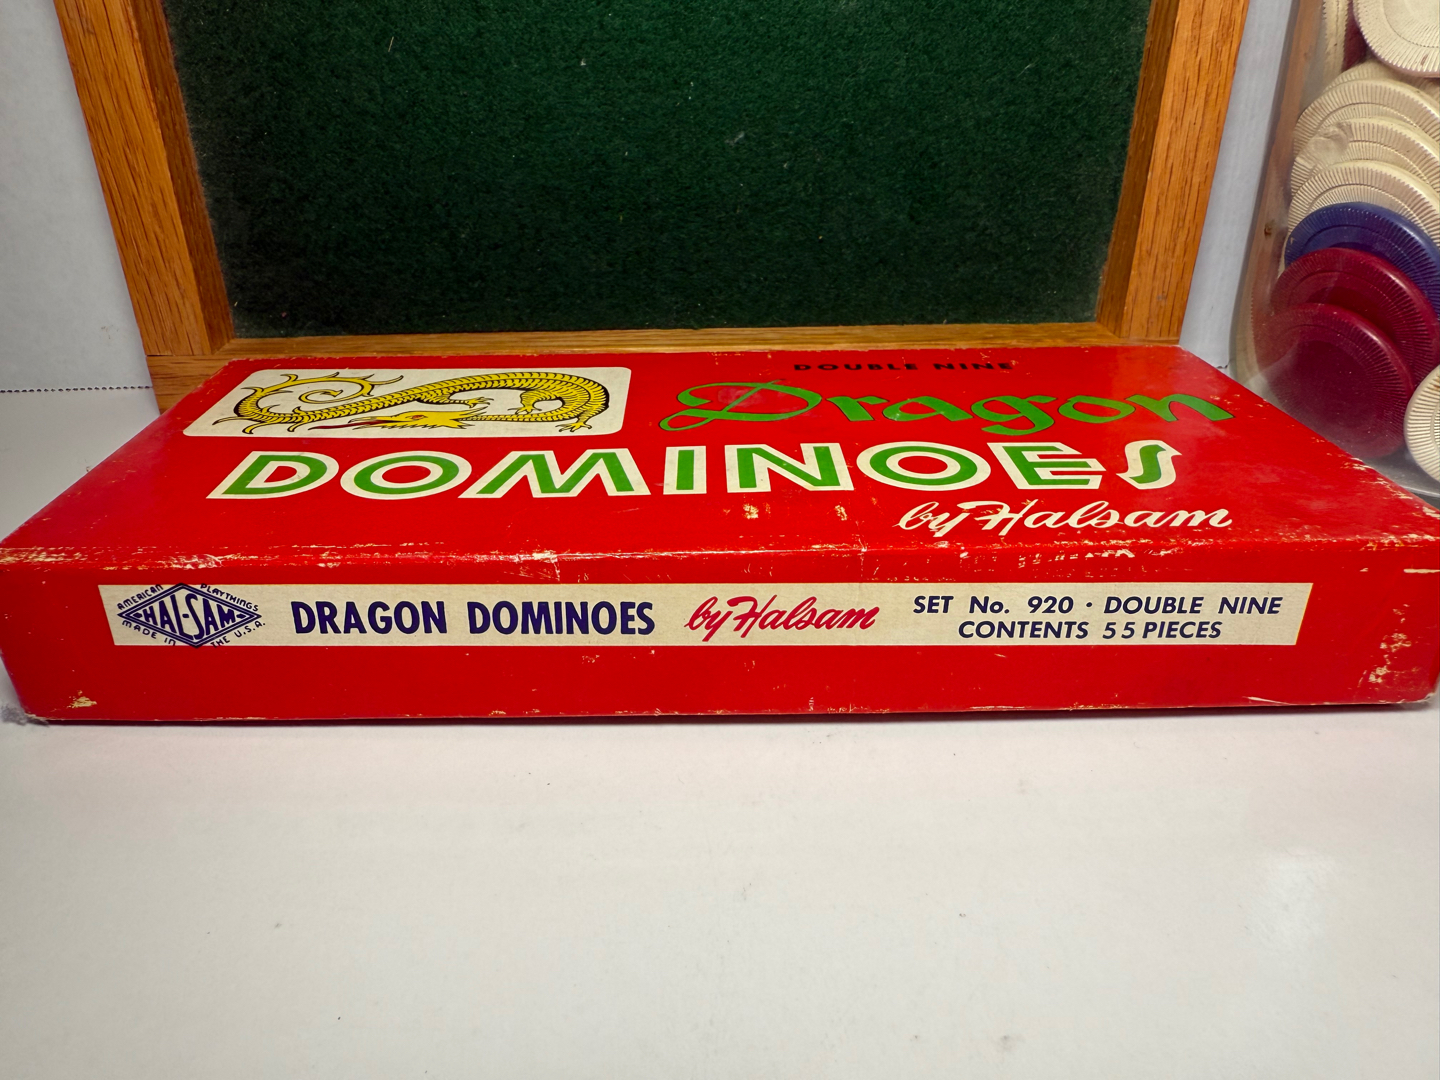 DOUBLE NINE
Dragon
DOMINOES
by Halsam
AMERICAN PLAYTHINGS
HAL-SAM
MADE IN THE U.S.A.
DRAGON DOMINOES by Halsam
SET No. 920 · DOUBLE NINE
CONTENTS 55 PIECES